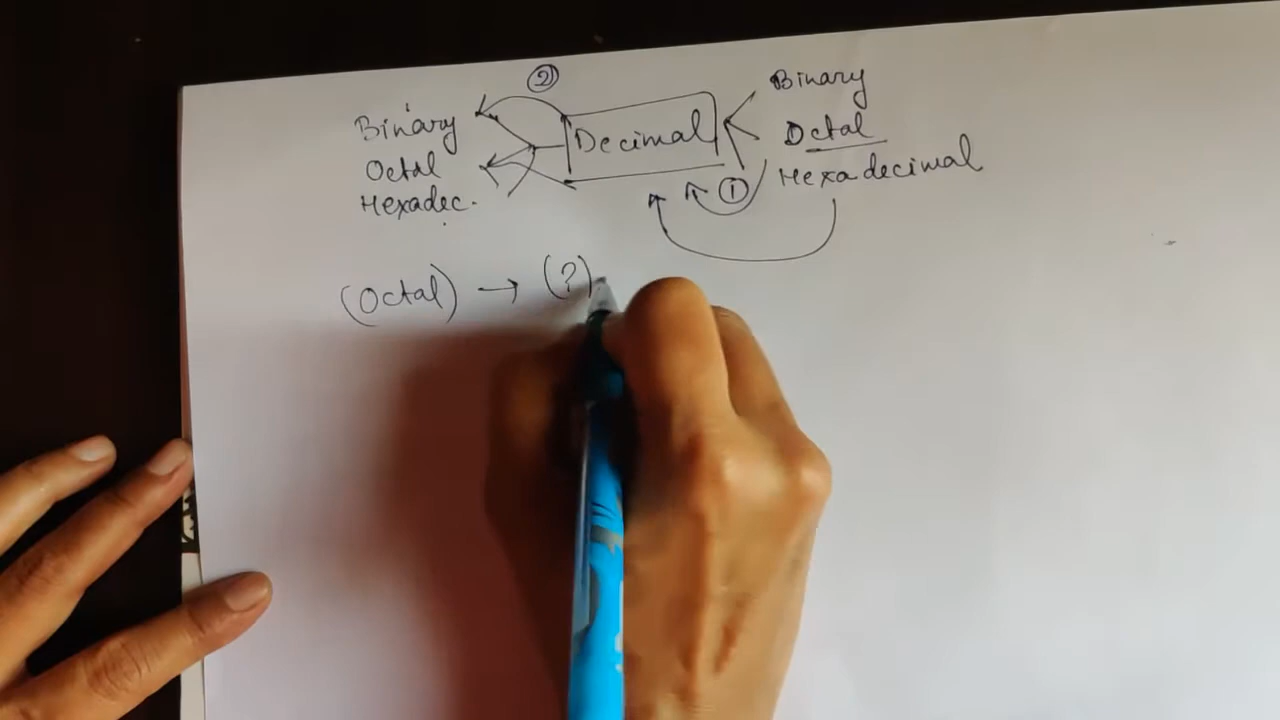 ②
Binary Decimal Binary
Octal Octal
Hexadec. ① Hexadecimal
(Octal) → (?)